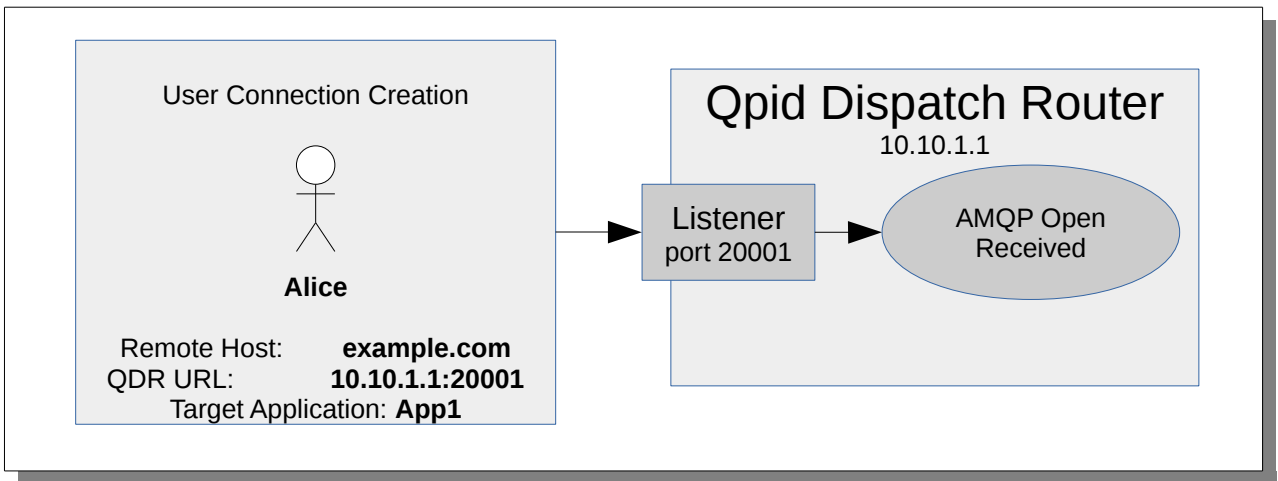 User Connection Creation
Alice
Remote Host: example.com
QDR URL: 10.10.1.1:20001
Target Application: App1
Qpid Dispatch Router
10.10.1.1
Listener
port 20001
AMQP Open
Received